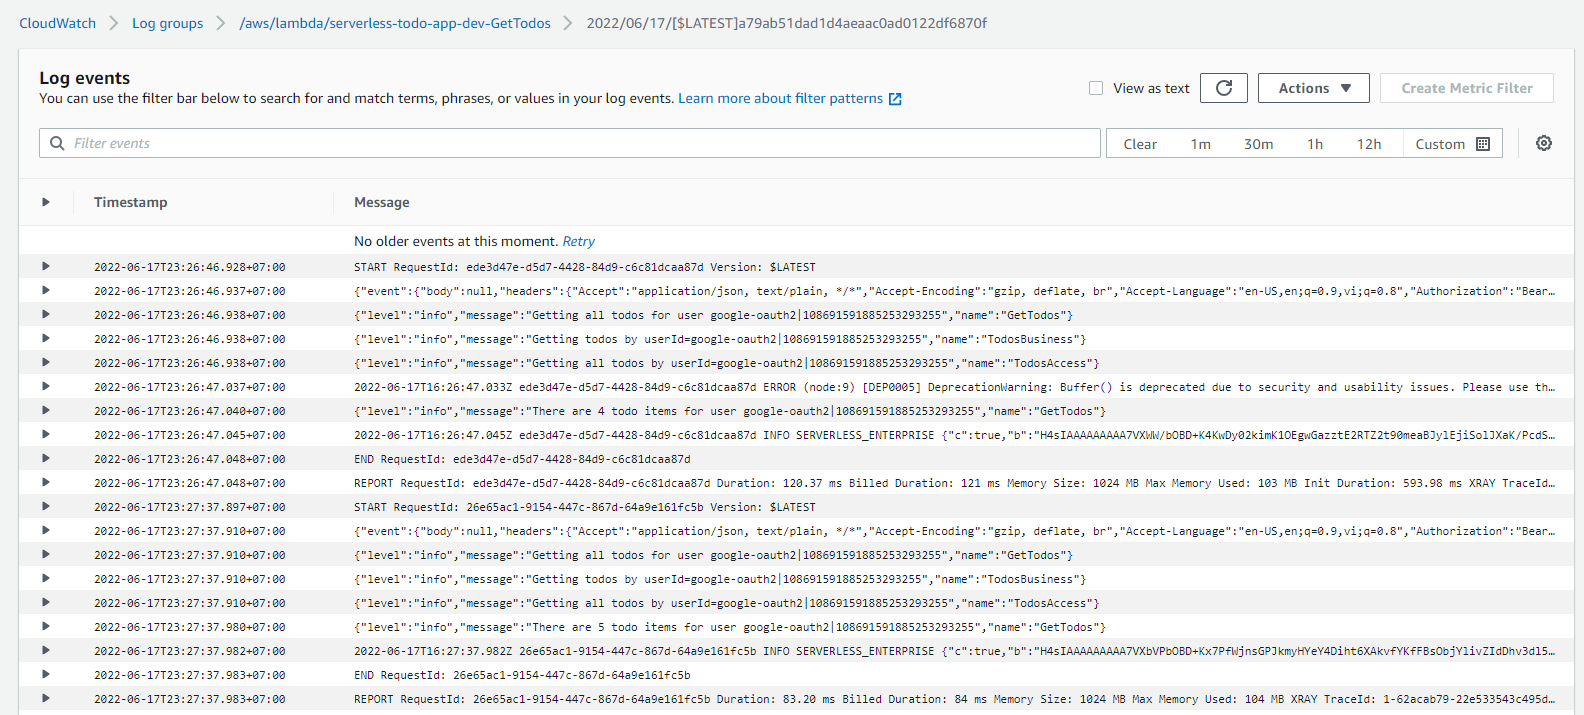 CloudWatch > Log groups > /aws/lambda/serverless-todo-app-dev-GetTodos > 2022/06/17/[$LATEST]a79ab51dad1d4aeaac0ad0122df6870f
Log events
You can use the filter bar below to search for and match terms, phrases, or values in your log events. Learn more about filter patterns
View as text
Actions
Create Metric Filter
Filter events
Clear 1m 30m 1h 12h Custom
Timestamp Message
No older events at this moment. Retry
2022-06-17T23:26:46.928+07:00 START RequestId: ede3d47e-d5d7-4428-84d9-c6c81dcaa87d Version: $LATEST
2022-06-17T23:26:46.937+07:00 {"event":{"body":null,"headers":{"Accept":"application/json, text/plain, */*","Accept-Encoding":"gzip, deflate, br","Accept-Language":"en-US,en;q=0.9,vi;q=0.8","Authorization":"Bear…
2022-06-17T23:26:46.938+07:00 {"level":"info","message":"Getting all todos for user google-oauth2|108691591885253293255","name":"GetTodos"}
2022-06-17T23:26:46.938+07:00 {"level":"info","message":"Getting todos by userId=google-oauth2|108691591885253293255","name":"TodosBusiness"}
2022-06-17T23:26:46.938+07:00 {"level":"info","message":"Getting all todos by userId=google-oauth2|108691591885253293255","name":"TodosAccess"}
2022-06-17T23:26:47.037+07:00 2022-06-17T16:26:47.033Z ede3d47e-d5d7-4428-84d9-c6c81dcaa87d ERROR (node:9) [DEP0005] DeprecationWarning: Buffer() is deprecated due to security and usability issues. Please use th…
2022-06-17T23:26:47.040+07:00 {"level":"info","message":"There are 4 todo items for user google-oauth2|108691591885253293255","name":"GetTodos"}
2022-06-17T23:26:47.045+07:00 2022-06-17T16:26:47.045Z ede3d47e-d5d7-4428-84d9-c6c81dcaa87d INFO SERVERLESS_ENTERPRISE {"c":true,"b":"H4sIAAAAAAAAA7VXWW/bOBD+K4KwDy02kimK1OEgwGazztE2RTZ2t90meaBJylEjiSolJXaK/PcdS…
2022-06-17T23:26:47.048+07:00 END RequestId: ede3d47e-d5d7-4428-84d9-c6c81dcaa87d
2022-06-17T23:26:47.048+07:00 REPORT RequestId: ede3d47e-d5d7-4428-84d9-c6c81dcaa87d Duration: 120.37 ms Billed Duration: 121 ms Memory Size: 1024 MB Max Memory Used: 103 MB Init Duration: 593.98 ms XRAY TraceId…
2022-06-17T23:27:37.897+07:00 START RequestId: 26e65ac1-9154-447c-867d-64a9e161fc5b Version: $LATEST
2022-06-17T23:27:37.910+07:00 {"event":{"body":null,"headers":{"Accept":"application/json, text/plain, */*","Accept-Encoding":"gzip, deflate, br","Accept-Language":"en-US,en;q=0.9,vi;q=0.8","Authorization":"Bear…
2022-06-17T23:27:37.910+07:00 {"level":"info","message":"Getting all todos for user google-oauth2|108691591885253293255","name":"GetTodos"}
2022-06-17T23:27:37.910+07:00 {"level":"info","message":"Getting todos by userId=google-oauth2|108691591885253293255","name":"TodosBusiness"}
2022-06-17T23:27:37.910+07:00 {"level":"info","message":"Getting all todos by userId=google-oauth2|108691591885253293255","name":"TodosAccess"}
2022-06-17T23:27:37.980+07:00 {"level":"info","message":"There are 5 todo items for user google-oauth2|108691591885253293255","name":"GetTodos"}
2022-06-17T23:27:37.982+07:00 2022-06-17T16:27:37.982Z 26e65ac1-9154-447c-867d-64a9e161fc5b INFO SERVERLESS_ENTERPRISE {"c":true,"b":"H4sIAAAAAAAAA7VXbVPbOBD+Kx7PfWjnsGPJkmyHYeY4Diht6XAkvfYKfFBsObjYlivZIdDhv3dl5…
2022-06-17T23:27:37.983+07:00 END RequestId: 26e65ac1-9154-447c-867d-64a9e161fc5b
2022-06-17T23:27:37.983+07:00 REPORT RequestId: 26e65ac1-9154-447c-867d-64a9e161fc5b Duration: 83.20 ms Billed Duration: 84 ms Memory Size: 1024 MB Max Memory Used: 104 MB XRAY TraceId: 1-62acab79-22e533543c495d…